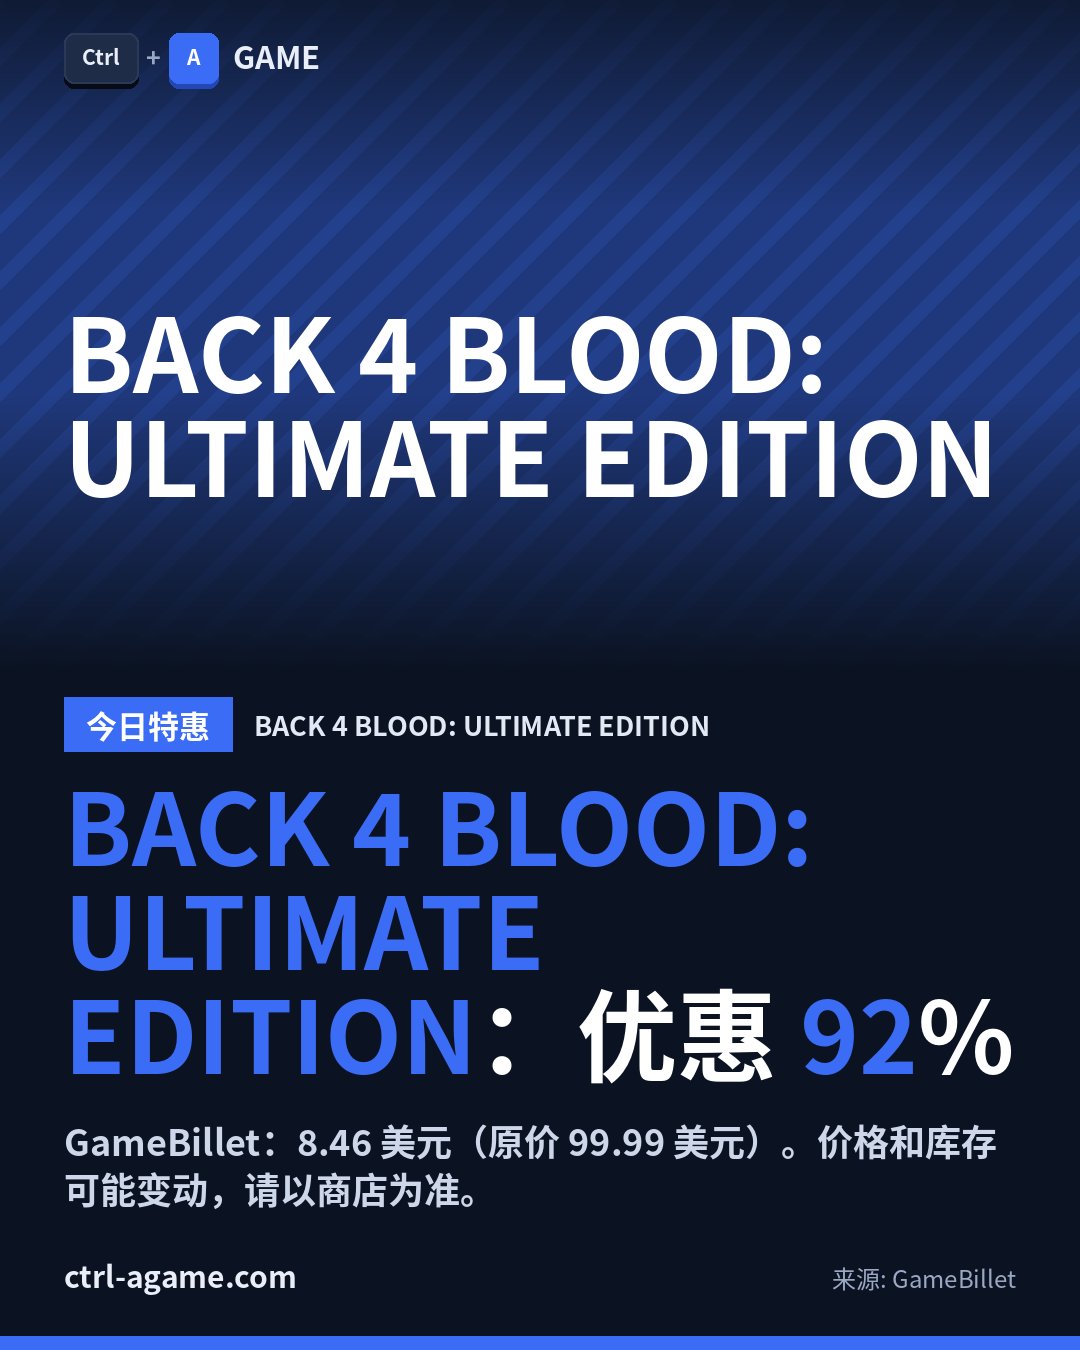 Ctrl + A GAME
BACK 4 BLOOD:
ULTIMATE EDITION
今日特惠 BACK 4 BLOOD: ULTIMATE EDITION
BACK 4 BLOOD:
ULTIMATE
EDITION：优惠 92%
GameBillet：8.46 美元（原价 99.99 美元）。价格和库存
可能变动，请以商店为准。
ctrl-agame.com
来源: GameBillet